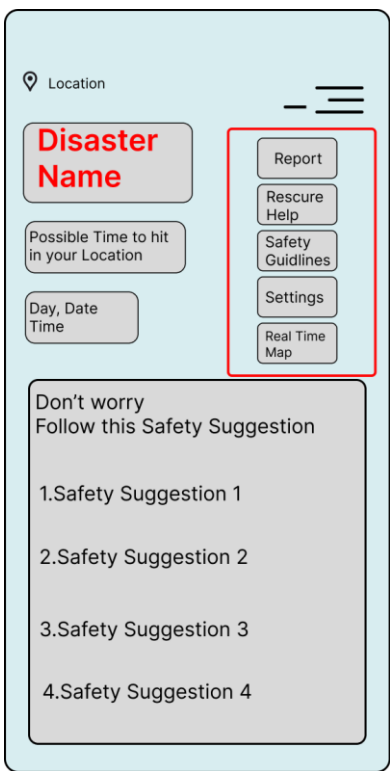 Location
Disaster
Name
Possible Time to hit
in your Location
Day, Date
Time
Report
Rescure
Help
Safety
Guidlines
Settings
Real Time
Map
Don't worry
Follow this Safety Suggestion
1.Safety Suggestion 1
2.Safety Suggestion 2
3.Safety Suggestion 3
4.Safety Suggestion 4